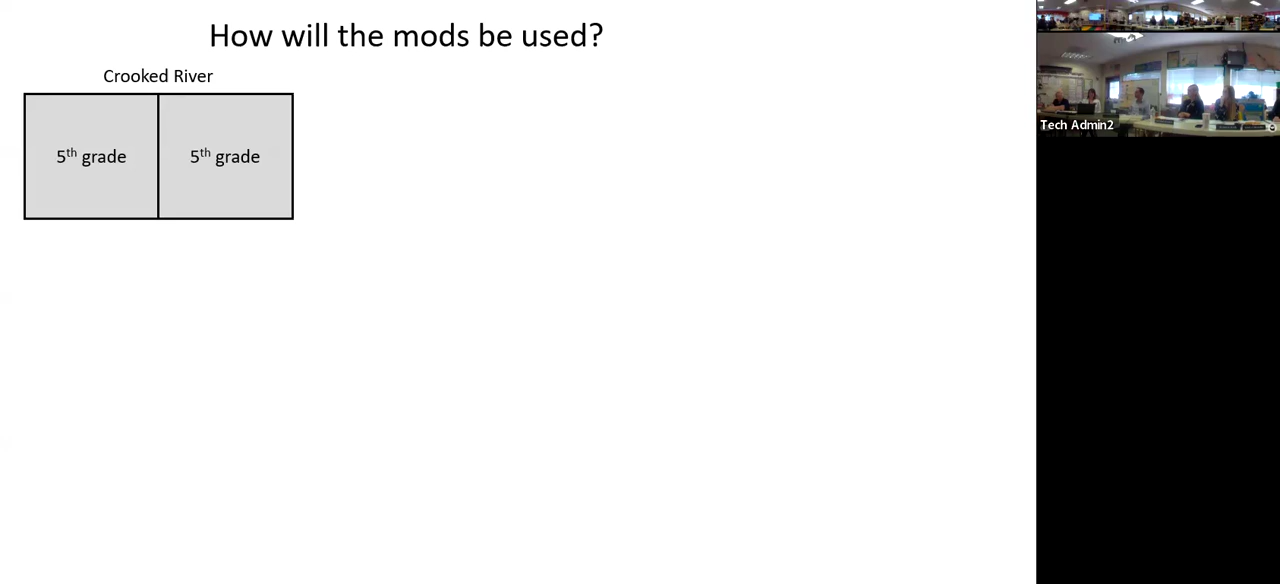 How will the mods be used?
Crooked River
5th grade
5th grade
Tech Admin2